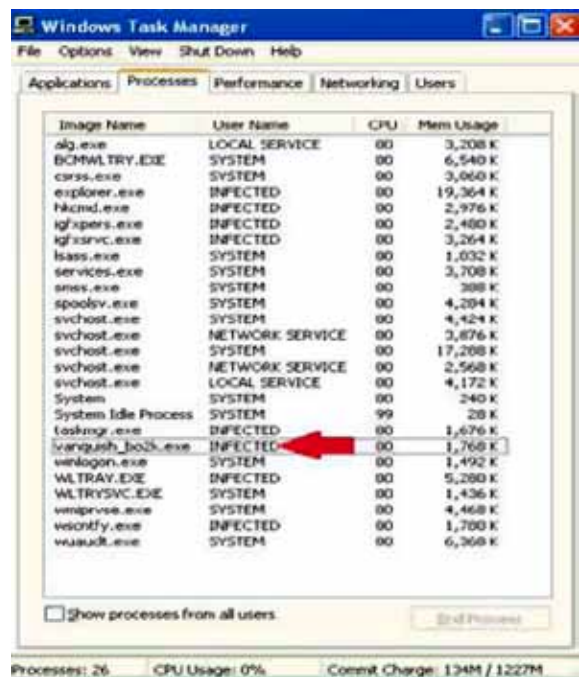 Windows Task Manager
File Options View Shut Down Help
Applications Processes Performance Networking Users
Image Name User Name CPU Mem Usage
alg.exe LOCAL SERVICE 00 3,208 K
BCMWLTRY.EXE SYSTEM 00 6,540 K
csrss.exe SYSTEM 00 3,060 K
explorer.exe INFECTED 00 19,364 K
hkcmd.exe INFECTED 00 2,976 K
igfxpers.exe INFECTED 00 2,480 K
igfxsrvc.exe INFECTED 00 3,264 K
lsass.exe SYSTEM 00 1,032 K
services.exe SYSTEM 00 3,708 K
smss.exe SYSTEM 00 388 K
spoolsv.exe SYSTEM 00 4,284 K
svchost.exe SYSTEM 00 4,424 K
svchost.exe NETWORK SERVICE 00 3,876 K
svchost.exe SYSTEM 00 17,288 K
svchost.exe NETWORK SERVICE 00 2,568 K
svchost.exe LOCAL SERVICE 00 4,172 K
System SYSTEM 00 240 K
System Idle Process SYSTEM 99 28 K
taskmgr.exe INFECTED 00 1,676 K
vanquish_bo2k.exe INFECTED 00 1,768 K
winlogon.exe SYSTEM 00 1,492 K
WLTRAY.EXE INFECTED 00 5,280 K
WLTRYSVC.EXE SYSTEM 00 1,436 K
wmiprvse.exe SYSTEM 00 4,468 K
wscntfy.exe INFECTED 00 1,780 K
wuaudt.exe SYSTEM 00 6,368 K
Show processes from all users
End Process
Processes: 26 CPU Usage: 0% Commit Charge: 134M / 1227M